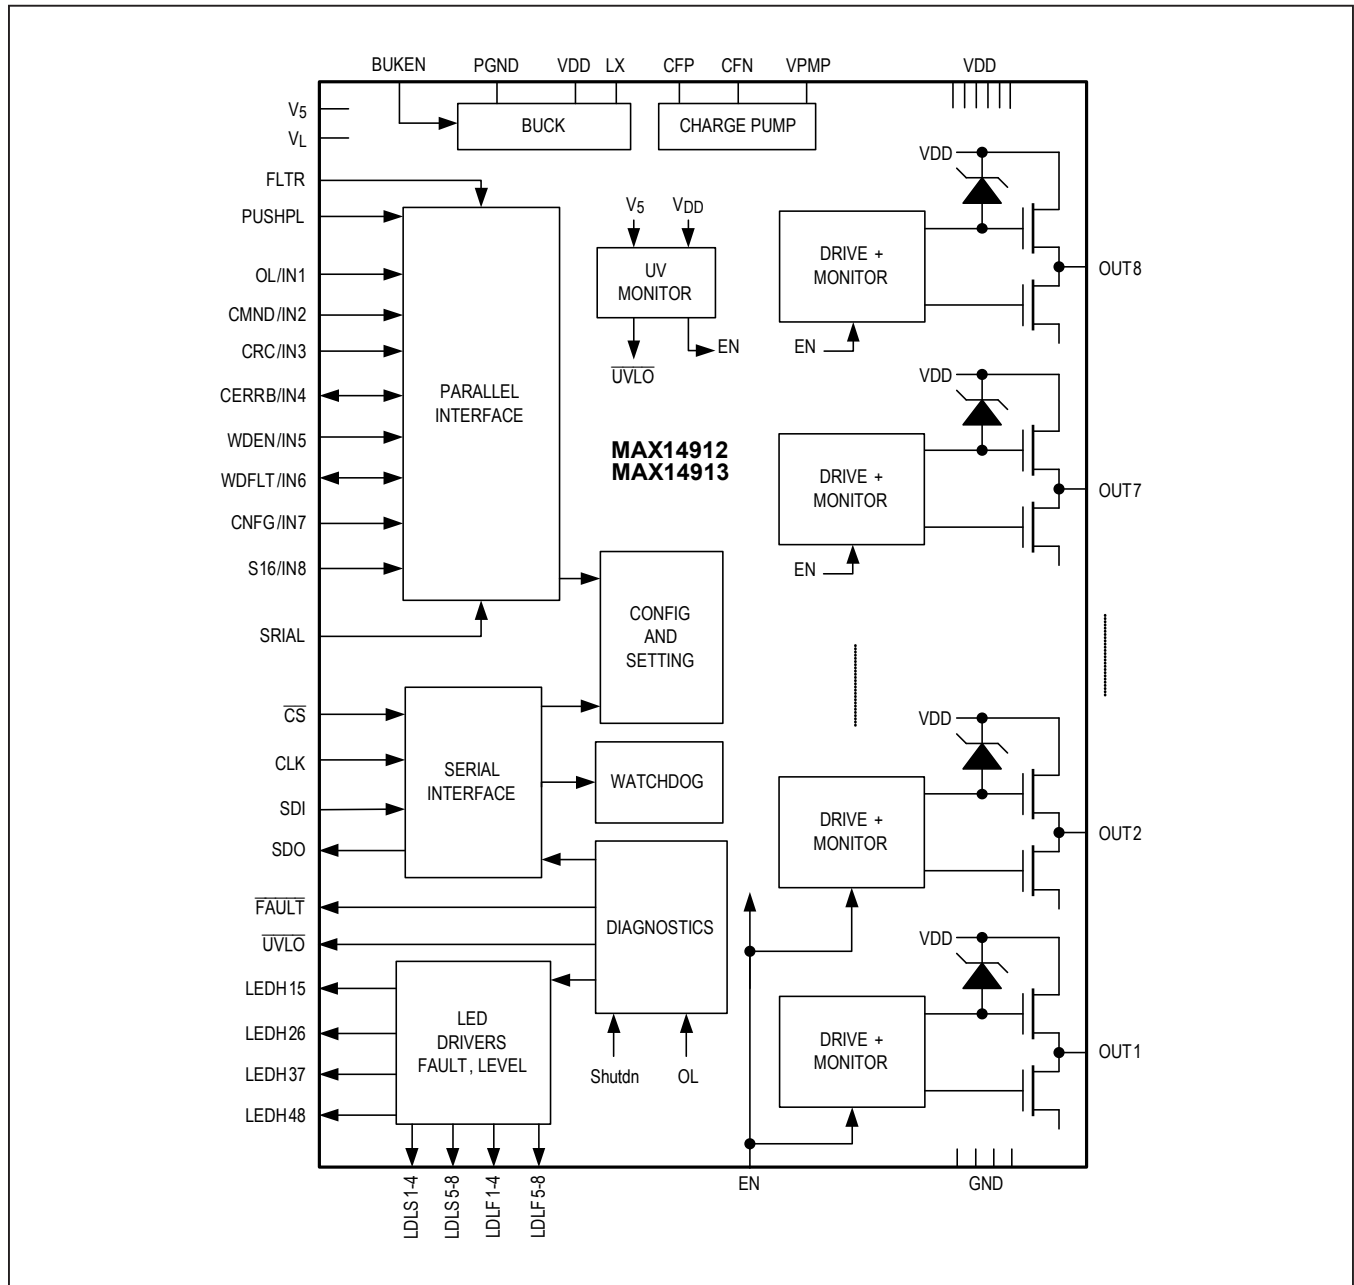 BUKEN PGND VDD LX CFP CFN VPMP VDD
V5
VL
FLTR
PUSHPL
OL/IN1
CMND/IN2
CRC/IN3
CERRB/IN4
WDEN/IN5
WDFLT/IN6
CNFG/IN7
S16/IN8
SRIAL
CS
CLK
SDI
SDO
FAULT
UVLO
LEDH15
LEDH26
LEDH37
LEDH48
BUCK
CHARGE PUMP
PARALLEL
INTERFACE
V5 VDD
UV
MONITOR
EN
UVLO
MAX14912
MAX14913
CONFIG
AND
SETTING
SERIAL
INTERFACE
WATCHDOG
DIAGNOSTICS
Shutdn OL
LED
DRIVERS
FAULT, LEVEL
LDLS1-4
LDLS5-8
LDLF1-4
LDLF5-8
VDD
DRIVE +
MONITOR
EN
OUT8
VDD
DRIVE +
MONITOR
EN
OUT7
VDD
DRIVE +
MONITOR
OUT2
VDD
DRIVE +
MONITOR
OUT1
EN
GND